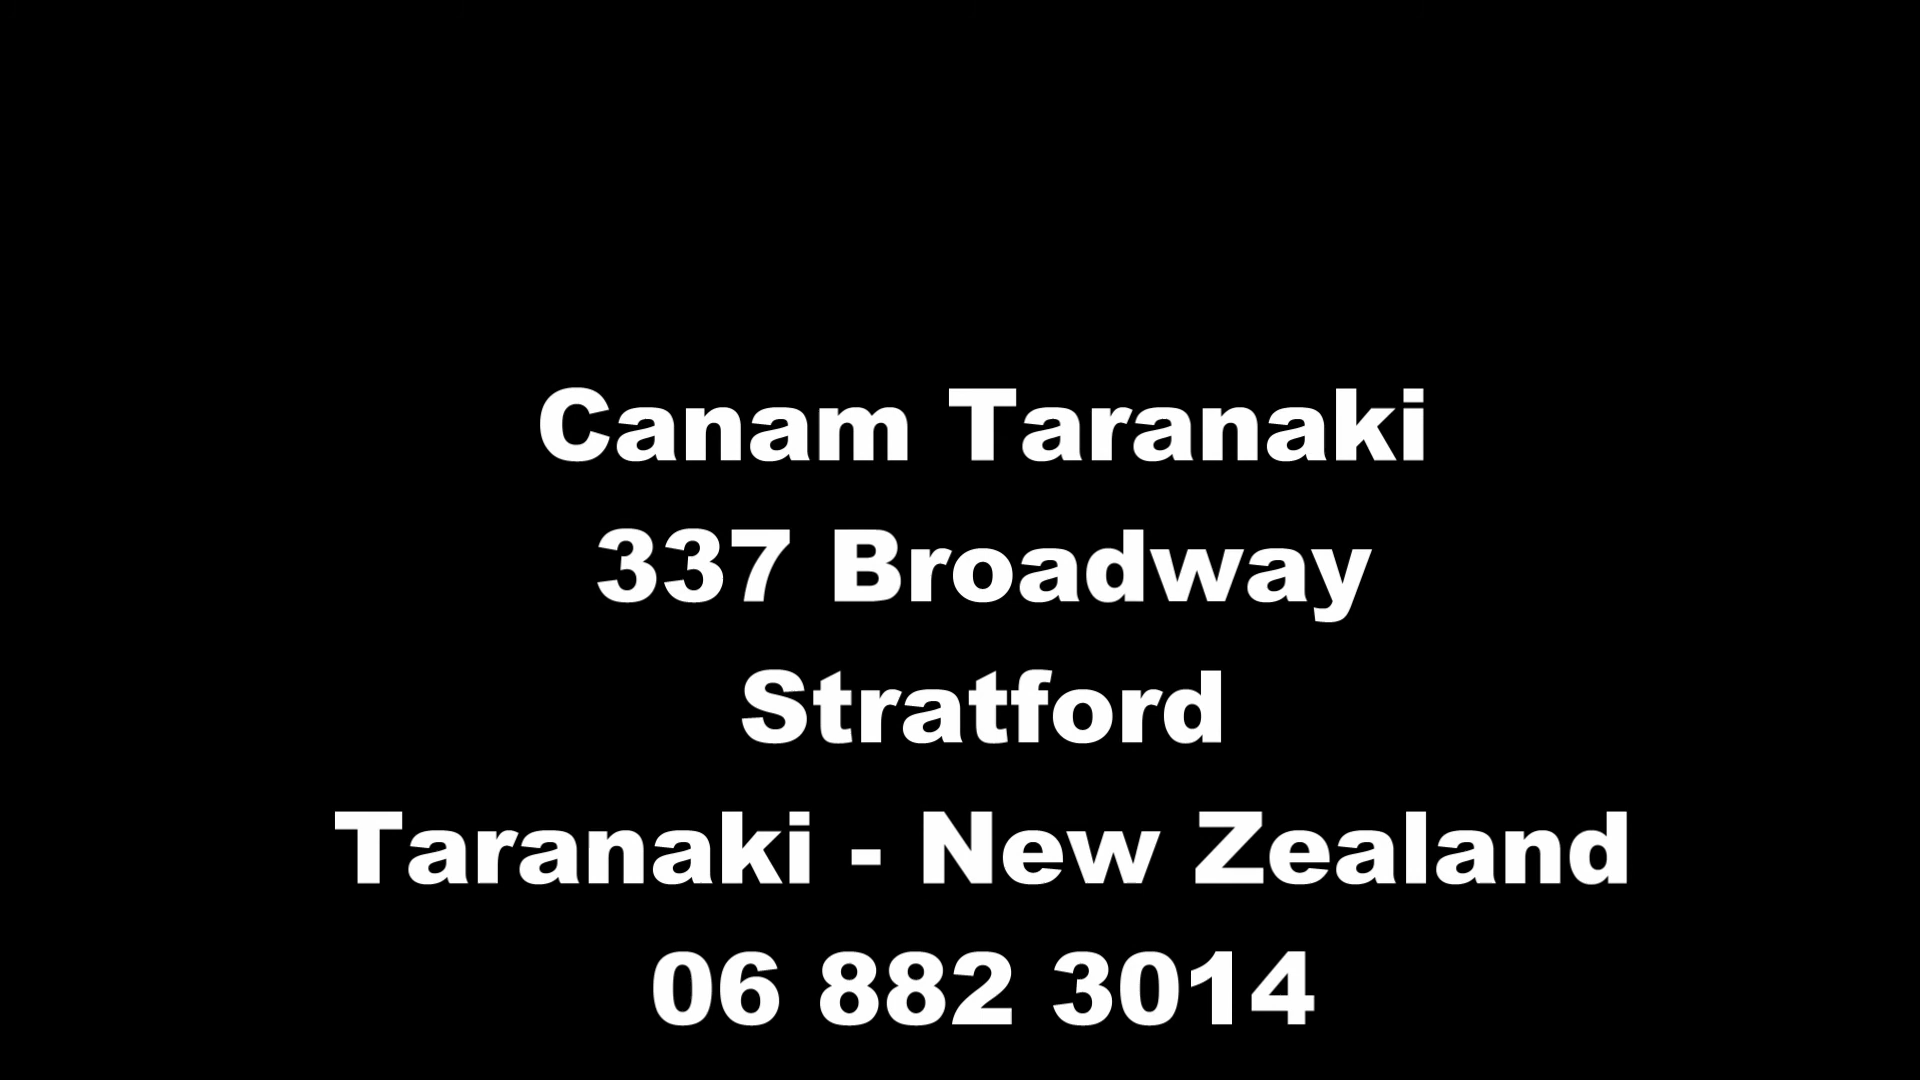 Canam Taranaki
337 Broadway
Stratford
Taranaki - New Zealand
06 882 3014